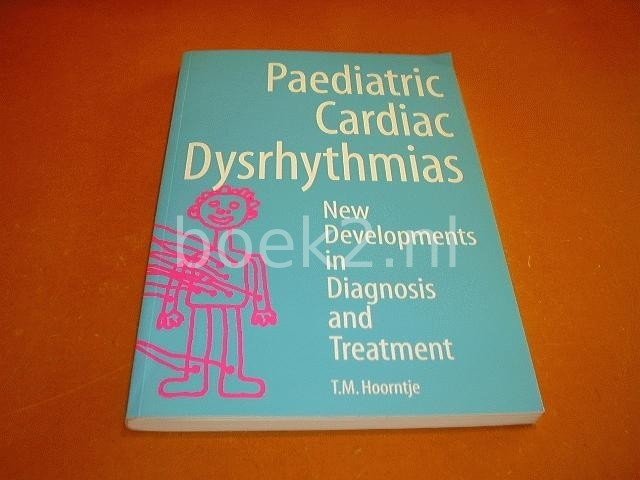 Paediatric
Cardiac
Dysrhythmias
New
Developments
in
Diagnosis
and
Treatment
T.M. Hoorntje
boek2.nl